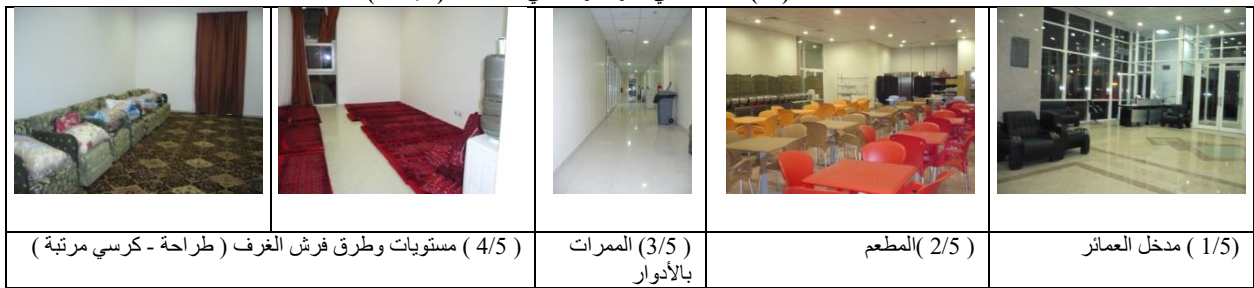 (1/5 ) مدخل العمائر
( 2/5 )المطعم
( 3/5) الممرات
بالأدوار
( 4/5 ) مستويات وطرق فرش الغرف ( طراحة - كرسي مرتبة )